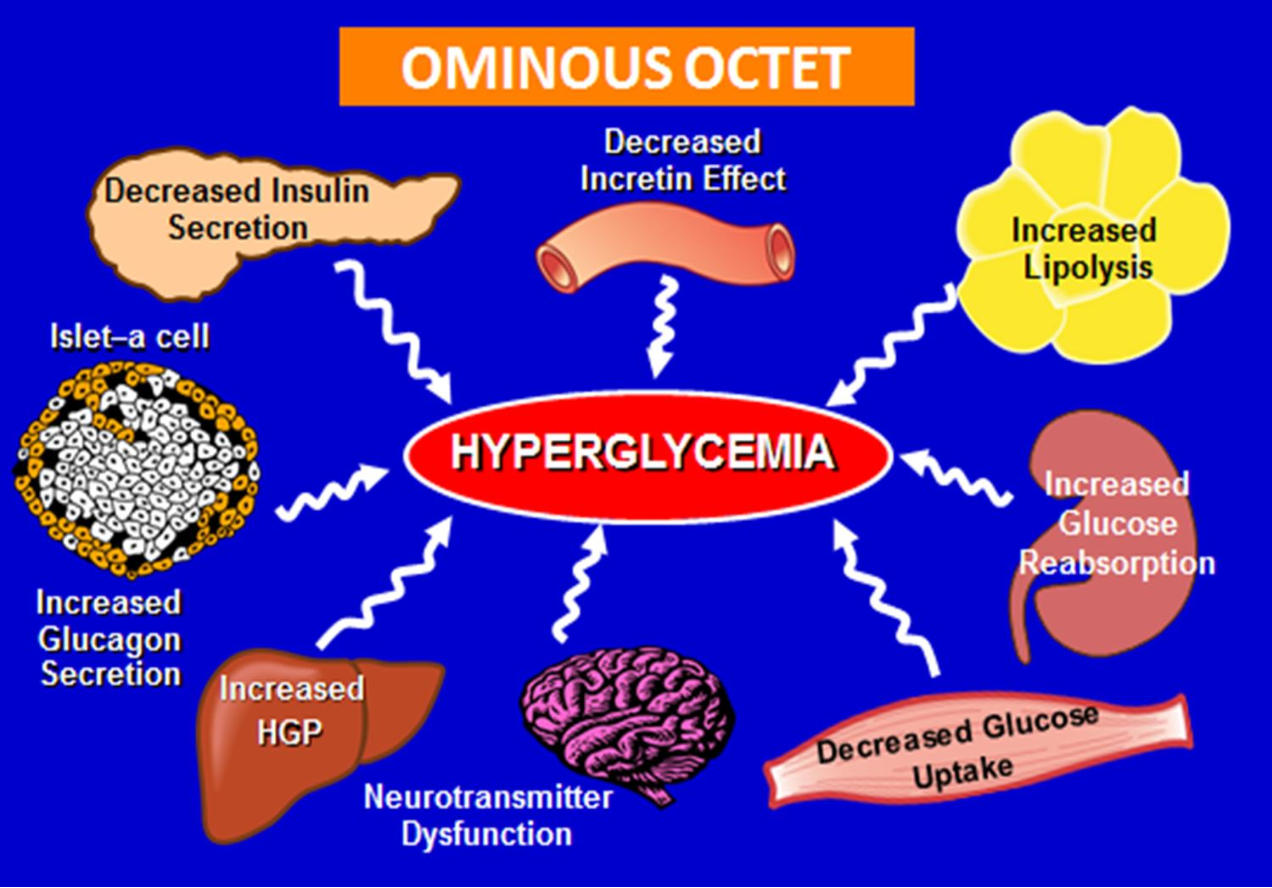 OMINOUS OCTET
Decreased Insulin
Secretion
Decreased
Incretin Effect
Increased
Lipolysis
Islet–a cell
Increased
Glucagon
Secretion
HYPERGLYCEMIA
Increased
Glucose
Reabsorption
Increased
HGP
Neurotransmitter
Dysfunction
Decreased Glucose
Uptake